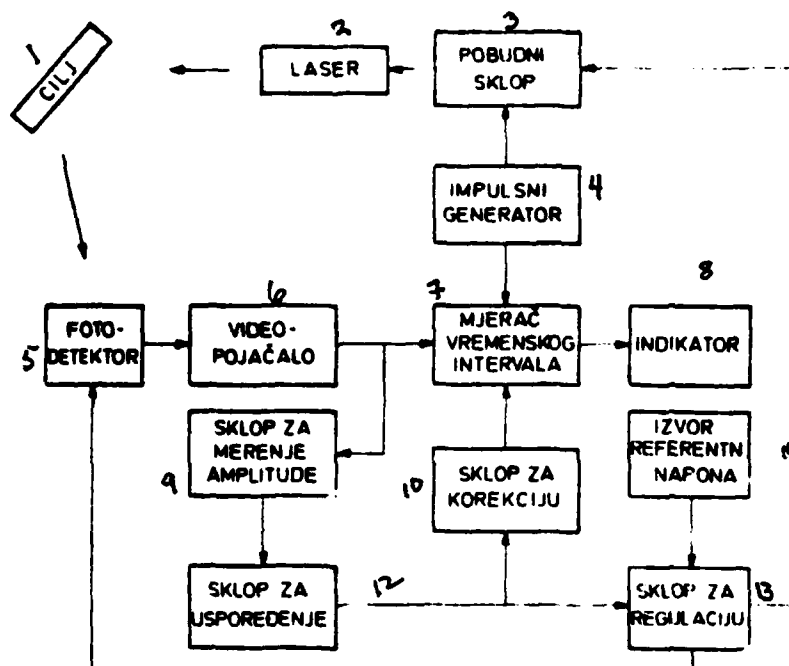 1
CILJ
2
LASER
3
POBUDNI
SKLOP
IMPULSNI
GENERATOR
4
5
FOTO-
DETEKTOR
6
VIDEO-
POJAČALO
7
MJERAČ
VREMENSKOG
INTERVALA
8
INDIKATOR
9
SKLOP ZA
MERENJE
AMPLITUDE
10
SKLOP ZA
KOREKCIJU
IZVOR
REFERENTN
NAPONA
SKLOP ZA
USPOREĐENJE
12
SKLOP ZA
REGULACIJU
13